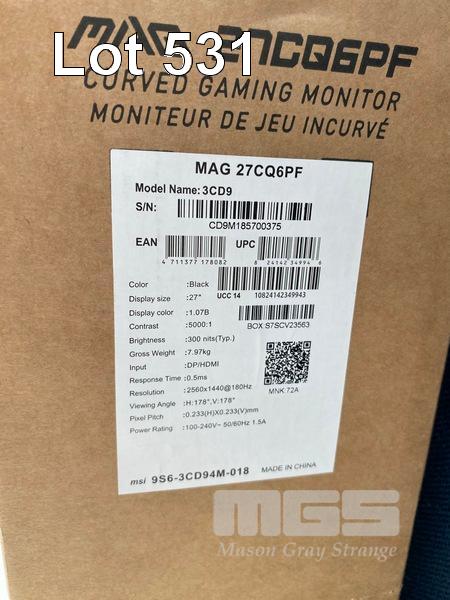 Lot 531
MAG 27CQ6PF
CURVED GAMING MONITOR
MONITEUR DE JEU INCURVÉ
MAG 27CQ6PF
Model Name: 3CD9
S/N:
CD9M185700375
EAN
UPC
4 711377 178082
8 24142 34994 6
Color :Black
UCC 14 10824142349943
Display size :27"
Display color :1.07B
Contrast :5000:1
BOX S7SCV23563
Brightness :300 nits(Typ.)
Gross Weight :7.97kg
Input :DP/HDMI
Response Time :0.5ms
Resolution :2560x1440@180Hz
MNK:72A
Viewing Angle :H:178°,V:178°
Pixel Pitch :0.233(H)X0.233(V)mm
Power Rating :100-240V~ 50/60Hz 1.5A
msi 9S6-3CD94M-018 MADE IN CHINA
MGS
Mason Gray Strange